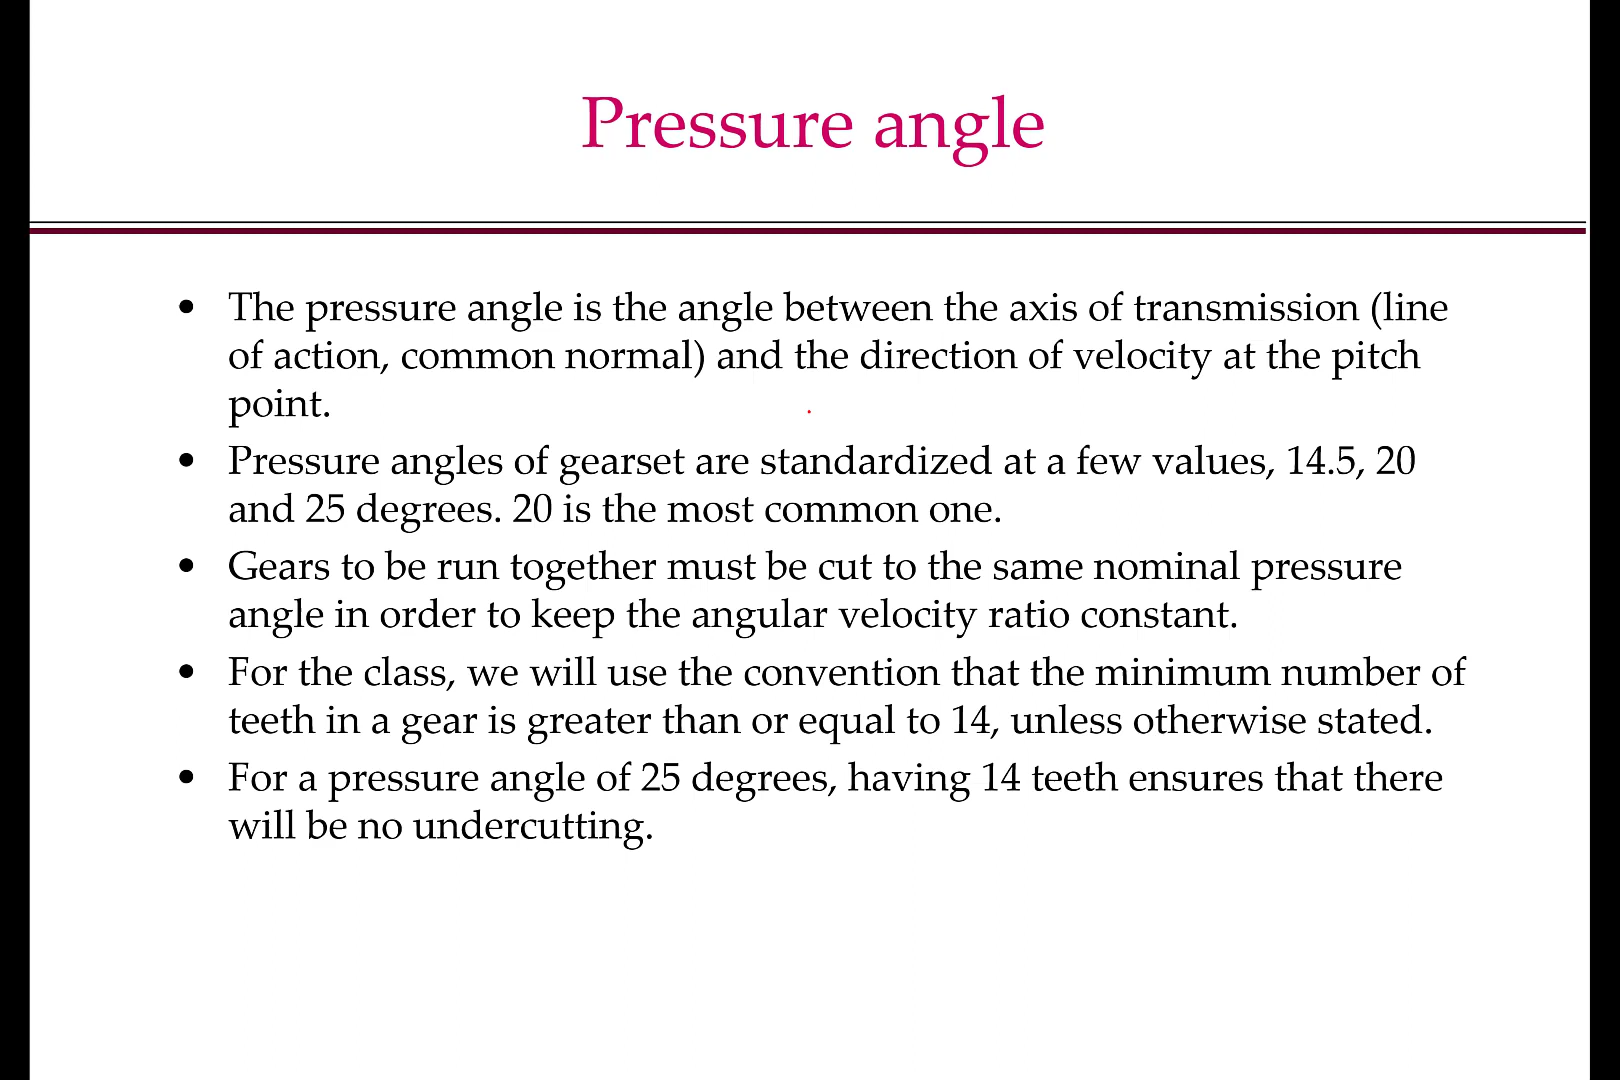 Pressure angle
• The pressure angle is the angle between the axis of transmission (line
of action, common normal) and the direction of velocity at the pitch
point.
• Pressure angles of gearset are standardized at a few values, 14.5, 20
and 25 degrees. 20 is the most common one.
• Gears to be run together must be cut to the same nominal pressure
angle in order to keep the angular velocity ratio constant.
• For the class, we will use the convention that the minimum number of
teeth in a gear is greater than or equal to 14, unless otherwise stated.
• For a pressure angle of 25 degrees, having 14 teeth ensures that there
will be no undercutting.